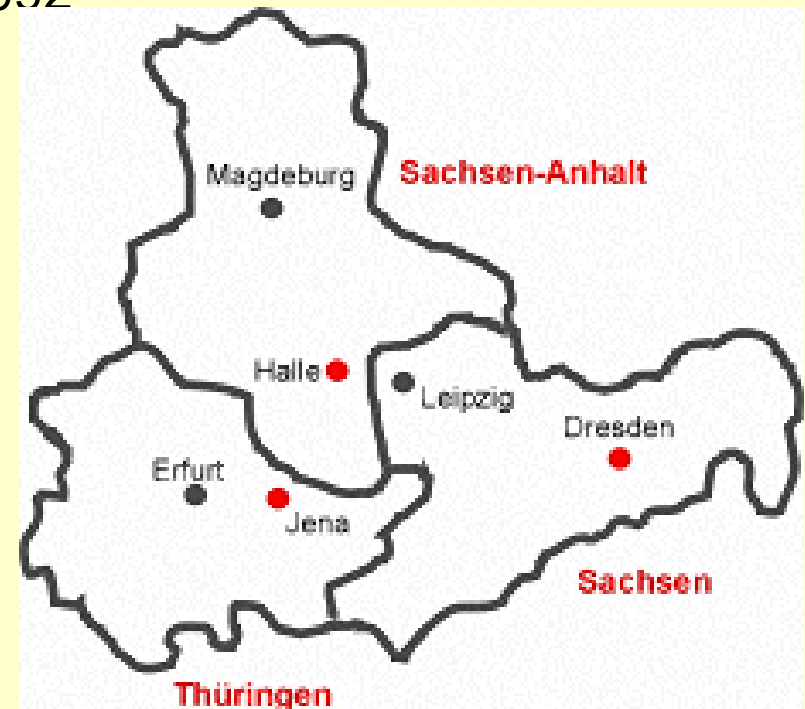 Magdeburg
Sachsen-Anhalt
Halle
Leipzig
Dresden
Erfurt
Jena
Sachsen
Thüringen